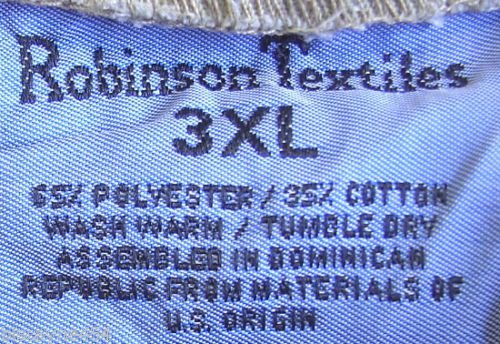 Robinson Textiles
3XL
65% POLYESTER / 35% COTTON
WASH WARM / TUMBLE DRY
ASSEMBLED IN DOMINICAN
REPUBLIC FROM MATERIALS OF
U.S. ORIGIN